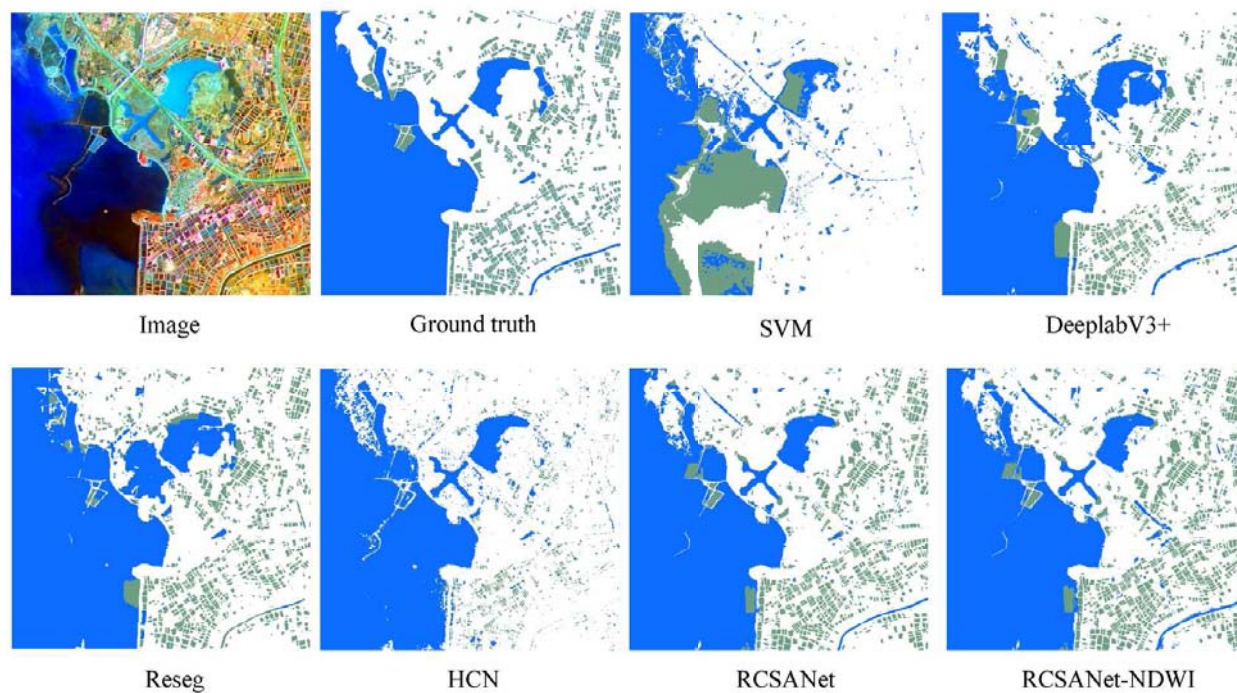 Image
Ground truth
SVM
DeeplabV3+
Reseg
HCN
RCSANet
RCSANet-NDWI